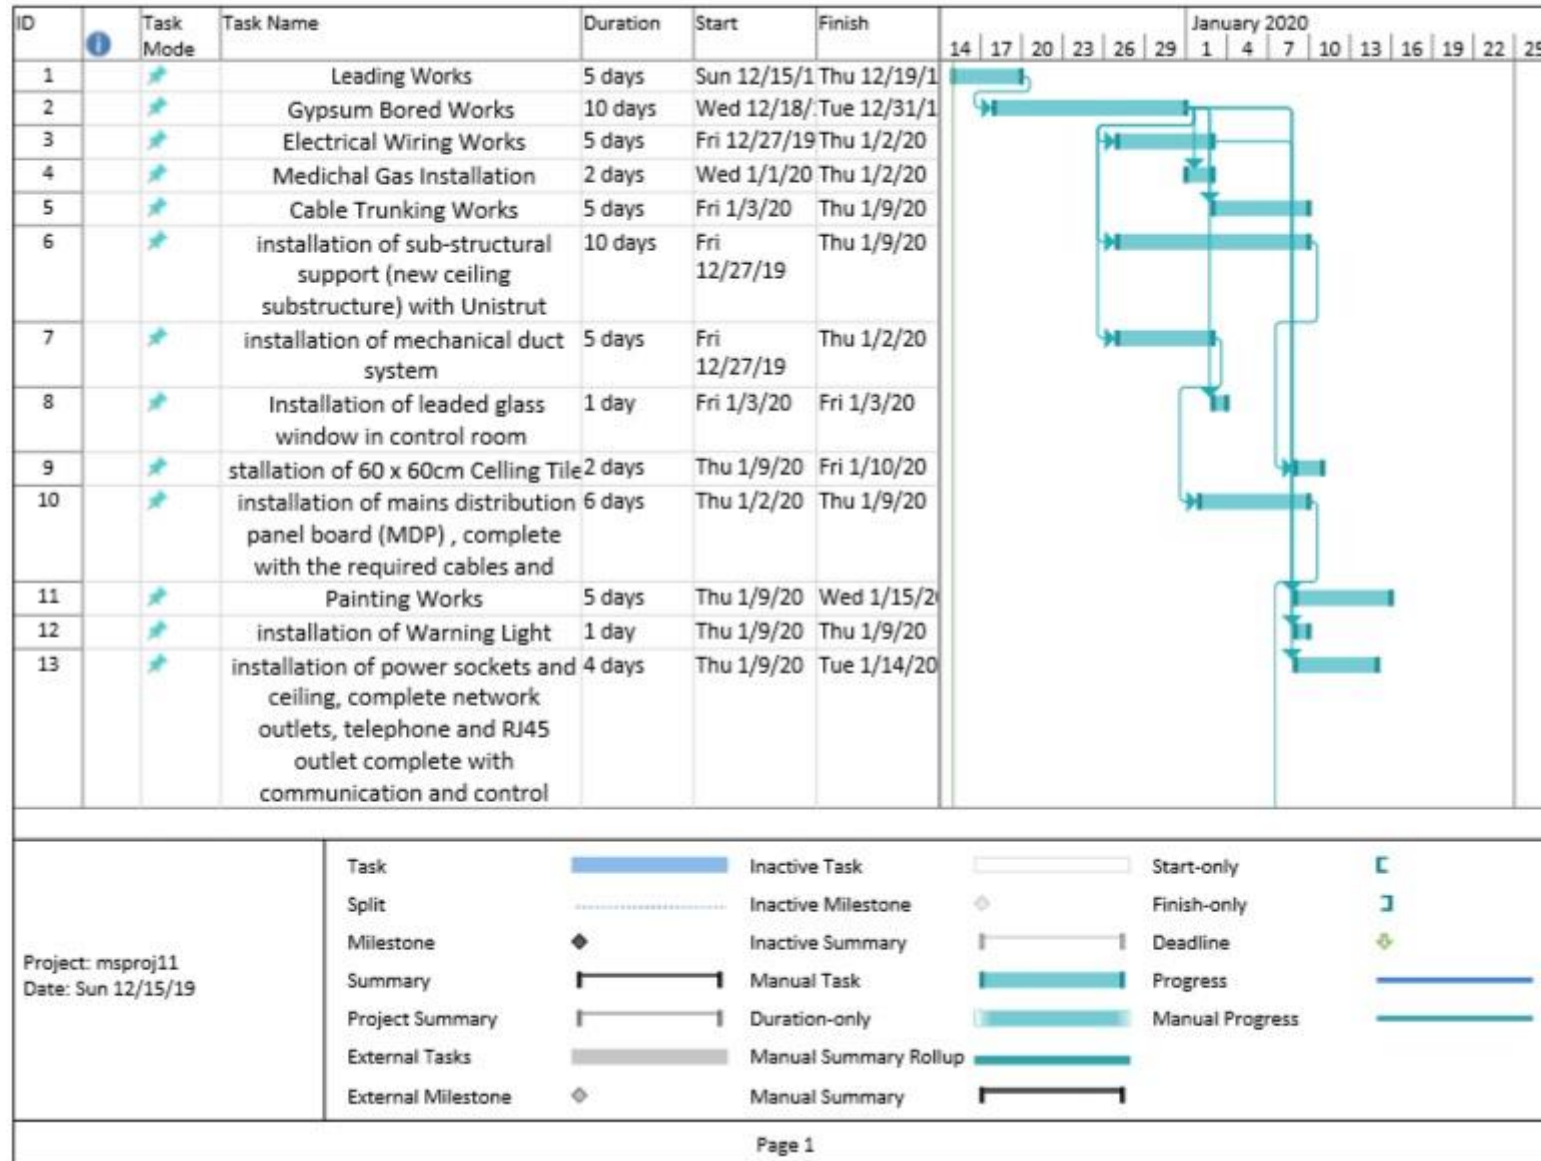 ID Task Mode Task Name Duration Start Finish
January 2020
14 17 20 23 26 29 1 4 7 10 13 16 19 22 25
1 Leading Works 5 days Sun 12/15/1 Thu 12/19/1
2 Gypsum Bored Works 10 days Wed 12/18/ Tue 12/31/1
3 Electrical Wiring Works 5 days Fri 12/27/19 Thu 1/2/20
4 Medichal Gas Installation 2 days Wed 1/1/20 Thu 1/2/20
5 Cable Trunking Works 5 days Fri 1/3/20 Thu 1/9/20
6 installation of sub-structural 10 days Fri Thu 1/9/20
support (new ceiling 12/27/19
substructure) with Unistrut
7 installation of mechanical duct 5 days Fri Thu 1/2/20
system 12/27/19
8 Installation of leaded glass 1 day Fri 1/3/20 Fri 1/3/20
window in control room
9 stallation of 60 x 60cm Celling Tile 2 days Thu 1/9/20 Fri 1/10/20
10 installation of mains distribution 6 days Thu 1/2/20 Thu 1/9/20
panel board (MDP) , complete
with the required cables and
11 Painting Works 5 days Thu 1/9/20 Wed 1/15/2
12 installation of Warning Light 1 day Thu 1/9/20 Thu 1/9/20
13 installation of power sockets and 4 days Thu 1/9/20 Tue 1/14/20
ceiling, complete network
outlets, telephone and RJ45
outlet complete with
communication and control
Project: msproj11
Date: Sun 12/15/19
Task Inactive Task Start-only
Split Inactive Milestone Finish-only
Milestone Inactive Summary Deadline
Summary Manual Task Progress
Project Summary Duration-only Manual Progress
External Tasks Manual Summary Rollup
External Milestone Manual Summary
Page 1